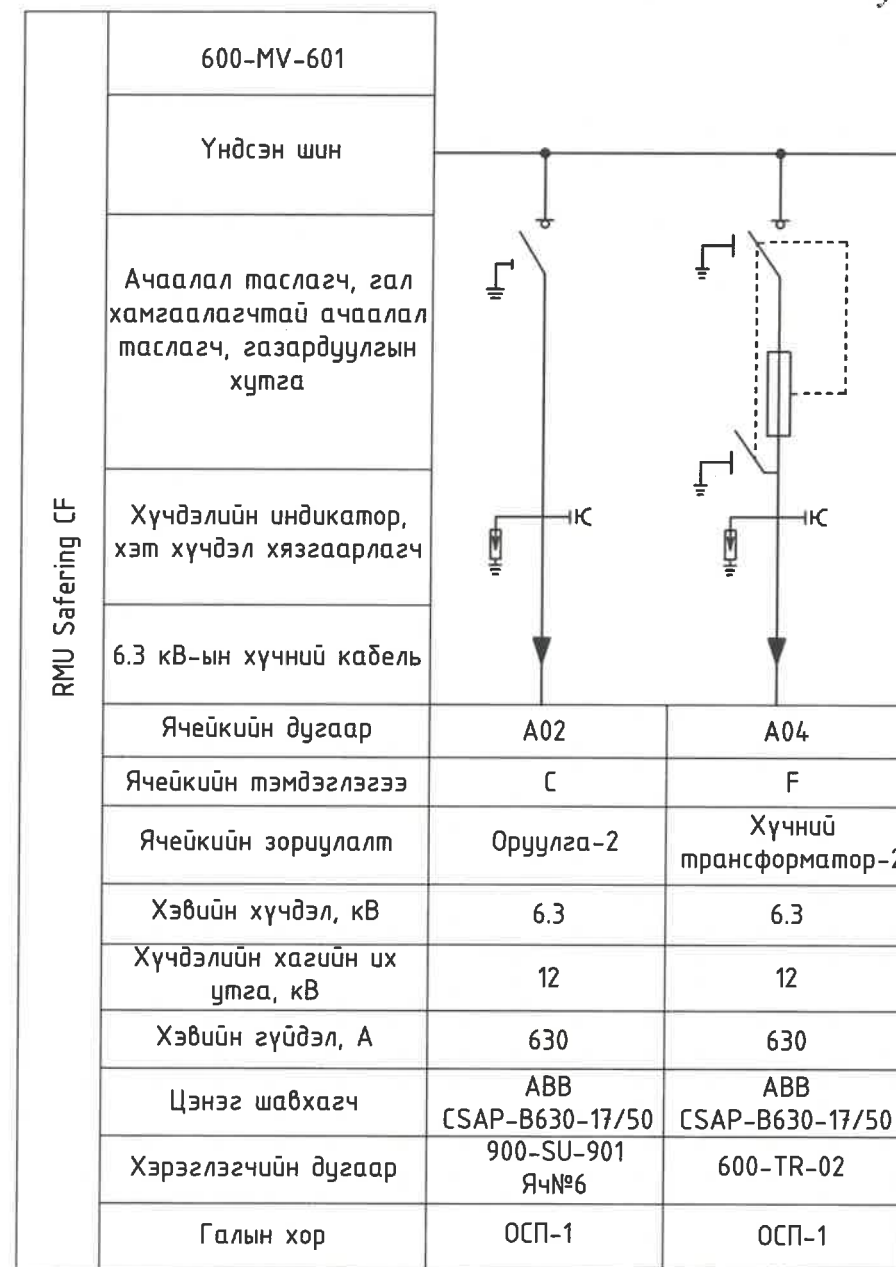 600-MV-601
Үндсэн шин
Ачаалал таслагч, гал
хамгаалагчтай ачаалал
таслагч, газардуулгын
хутга
Хүчдэлийн индикатор,
хэт хүчдэл хязгаарлагч
6.3 кВ-ын хүчний кабель
RMU Safering CF
Ячейкийн дугаар
A02
A04
Ячейкийн тэмдэглэгээ
C
F
Ячейкийн зориулалт
Оруулга-2
Хүчний
трансформатор-2
Хэвийн хүчдэл, кВ
6.3
6.3
Хүчдэлийн хагийн их
утга, кВ
12
12
Хэвийн гүйдэл, А
630
630
Цэнэг шавхагч
ABB
CSAP-B630-17/50
ABB
CSAP-B630-17/50
Хэрэглэгчийн дугаар
900-SU-901
Яч№6
600-TR-02
Галын хор
ОСП-1
ОСП-1